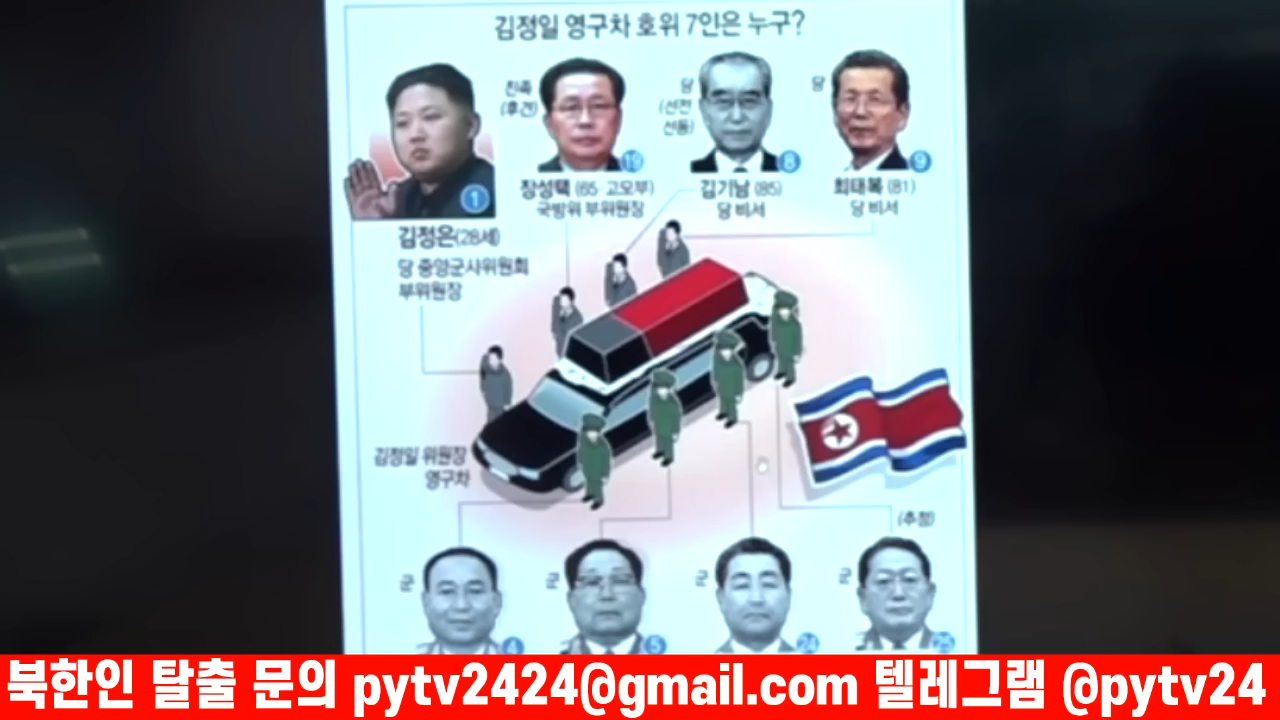 김정일 영구차 호위 7인은 누구?
친족
(후견)
당
(선전
선동)
당
1
19
8
9
장성택 (65 고모부)
국방위 부위원장
김기남 (85)
당 비서
최태복 (81)
당 비서
김정은(28세)
당 중앙군사위원회
부위원장
김정일 위원장
영구차
(추정)
군
군
군
군
4
5
24
25
북한인 탈출 문의 pytv2424@gmail.com 텔레그램 @pytv24